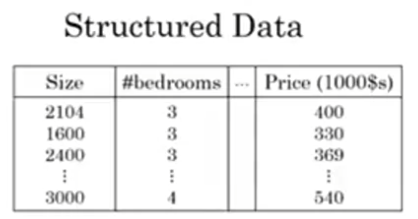 Structured Data
Size #bedrooms ... Price (1000$s)
2104 3 400
1600 3 330
2400 3 369
⋮ ⋮ ⋮
3000 4 540